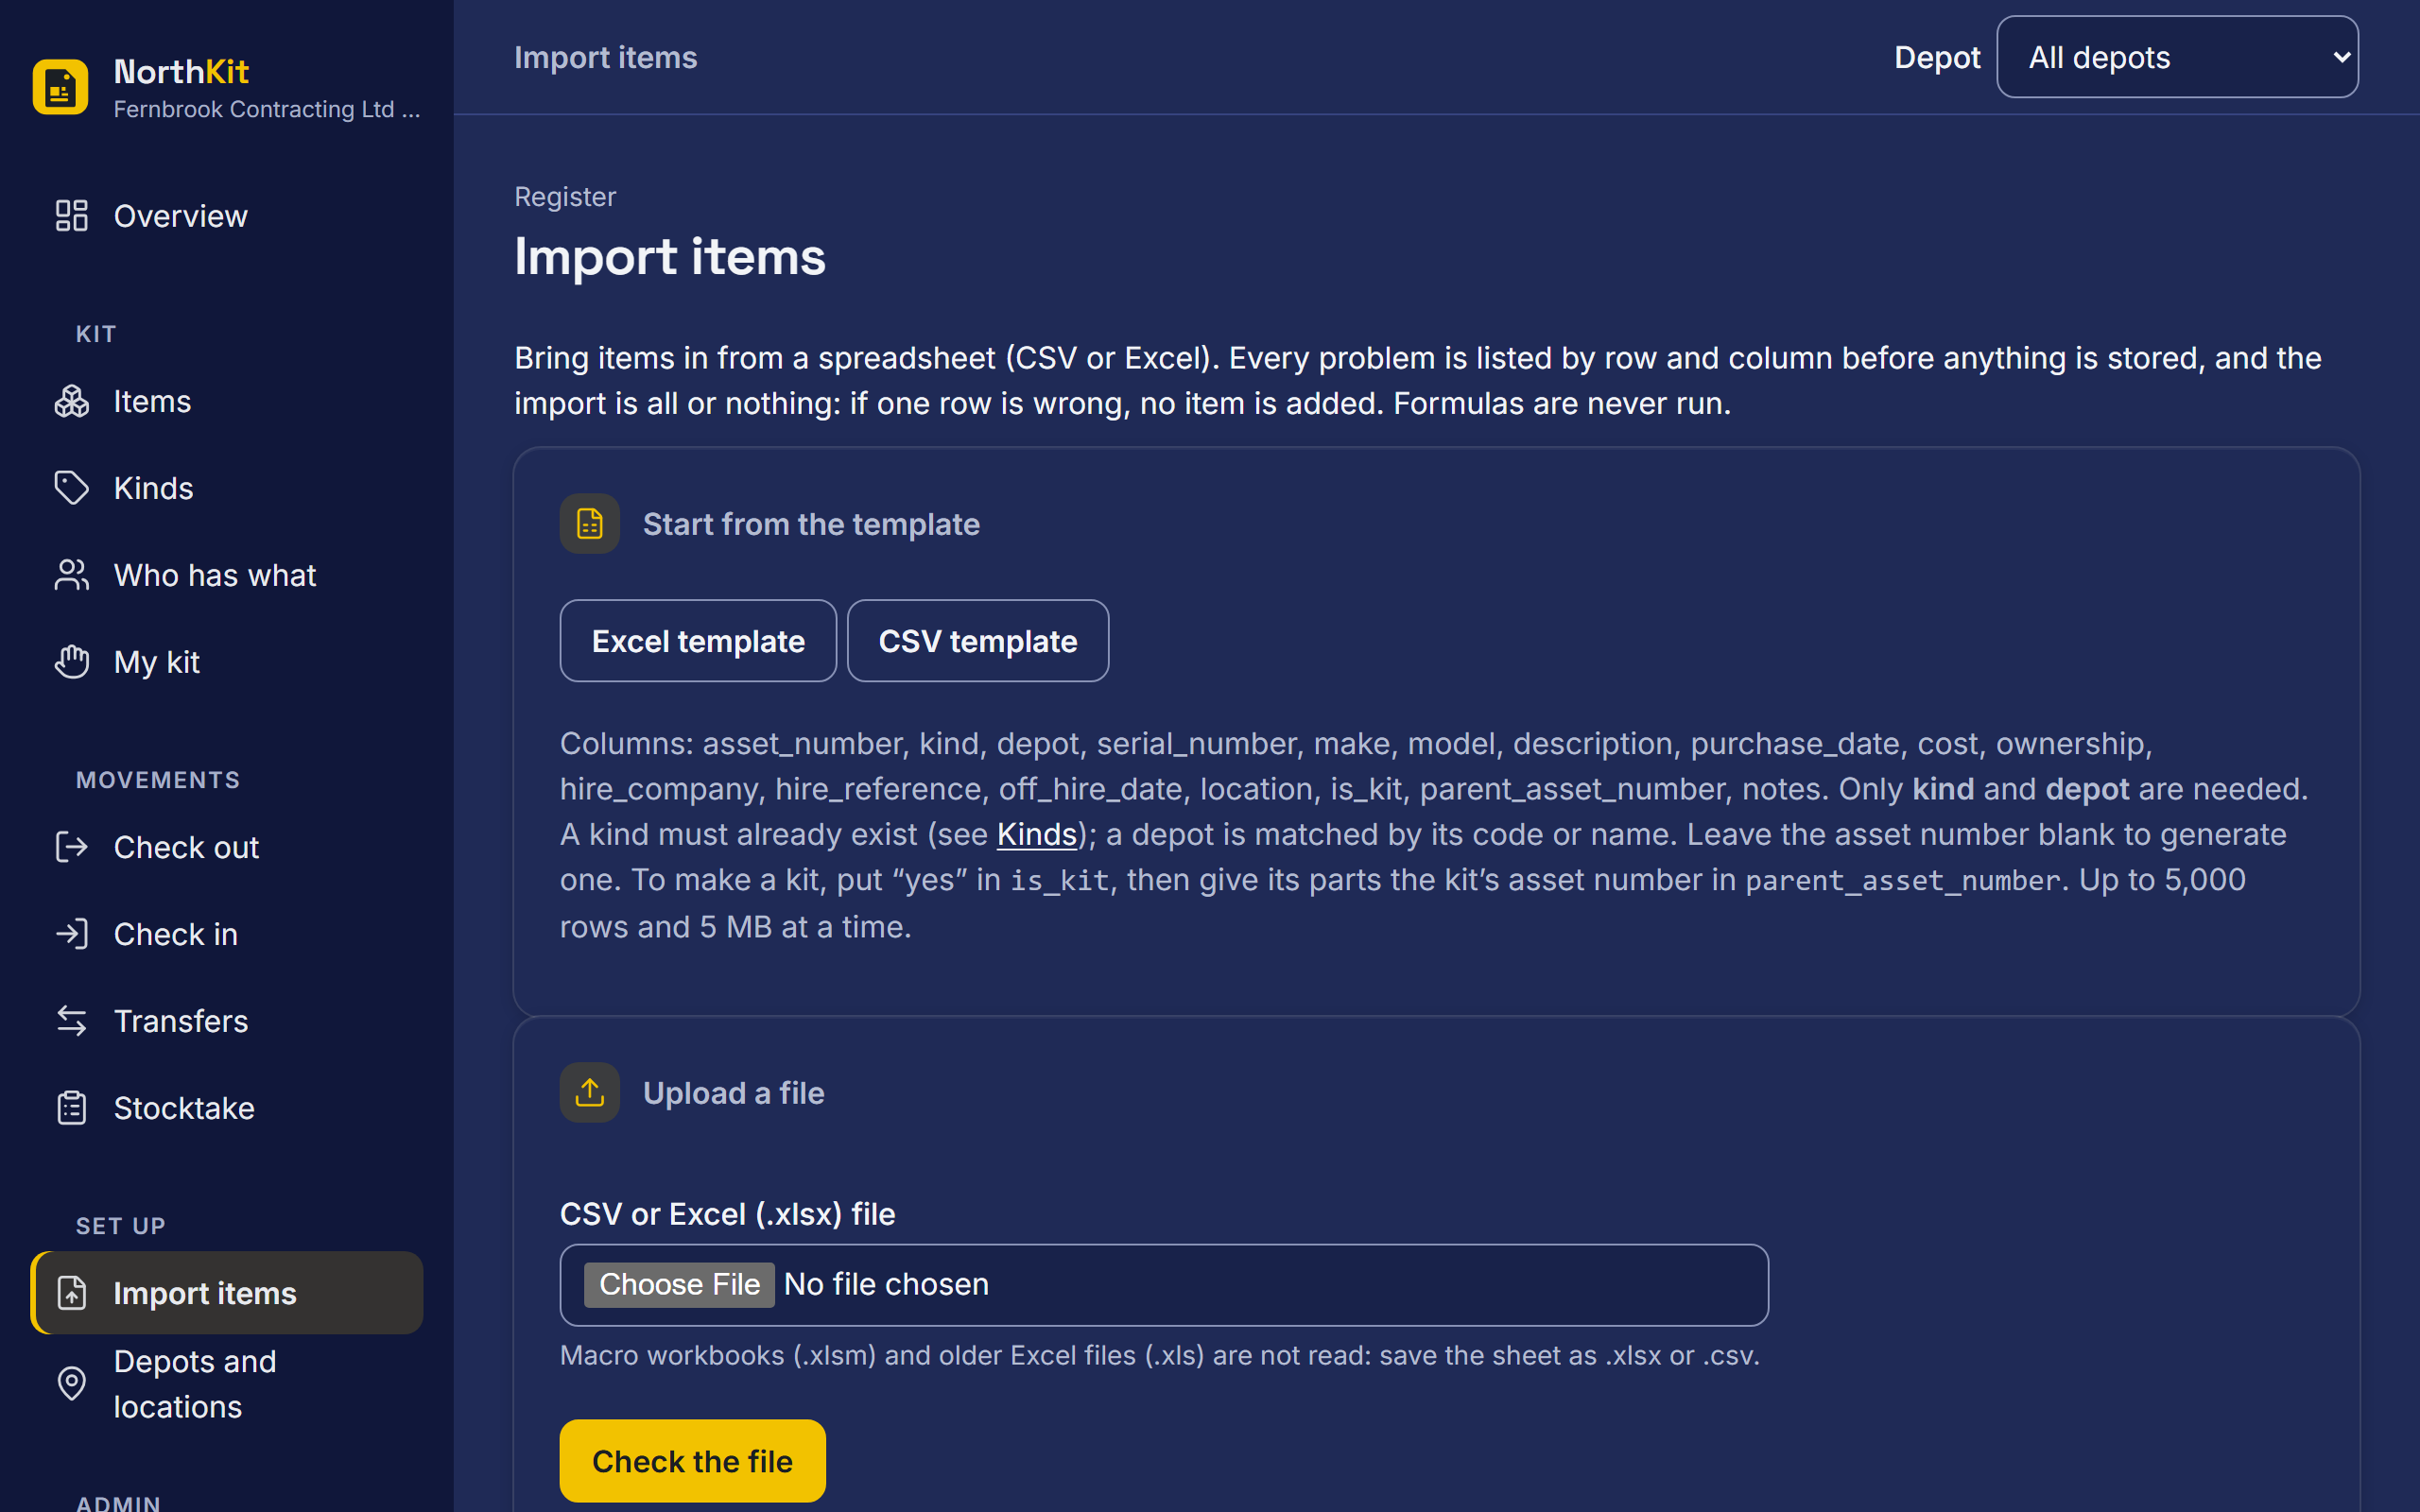 NorthKit
Fernbrook Contracting Ltd ...
Overview
KIT
Items
Kinds
Who has what
My kit
MOVEMENTS
Check out
Check in
Transfers
Stocktake
SET UP
Import items
Depots and
locations
ADMIN
Import items
Depot
All depots
Register
Import items
Bring items in from a spreadsheet (CSV or Excel). Every problem is listed by row and column before anything is stored, and the
import is all or nothing: if one row is wrong, no item is added. Formulas are never run.
Start from the template
Excel template
CSV template
Columns: asset_number, kind, depot, serial_number, make, model, description, purchase_date, cost, ownership,
hire_company, hire_reference, off_hire_date, location, is_kit, parent_asset_number, notes. Only kind and depot are needed.
A kind must already exist (see Kinds); a depot is matched by its code or name. Leave the asset number blank to generate
one. To make a kit, put “yes” in is_kit, then give its parts the kit’s asset number in parent_asset_number. Up to 5,000
rows and 5 MB at a time.
Upload a file
CSV or Excel (.xlsx) file
Choose File No file chosen
Macro workbooks (.xlsm) and older Excel files (.xls) are not read: save the sheet as .xlsx or .csv.
Check the file